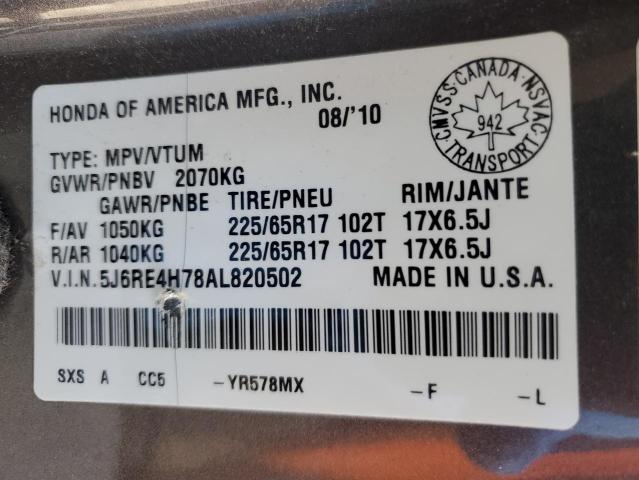 HONDA OF AMERICA MFG., INC.
08/'10
CMVSS·CANADA·NSVAC
942
TRANSPORT
TYPE: MPV/VTUM
GVWR/PNBV 2070KG
GAWR/PNBE TIRE/PNEU RIM/JANTE
F/AV 1050KG 225/65R17 102T 17X6.5J
R/AR 1040KG 225/65R17 102T 17X6.5J
V.I.N.5J6RE4H78AL820502 MADE IN U.S.A.
SXS A CC5 -YR578MX -F -L